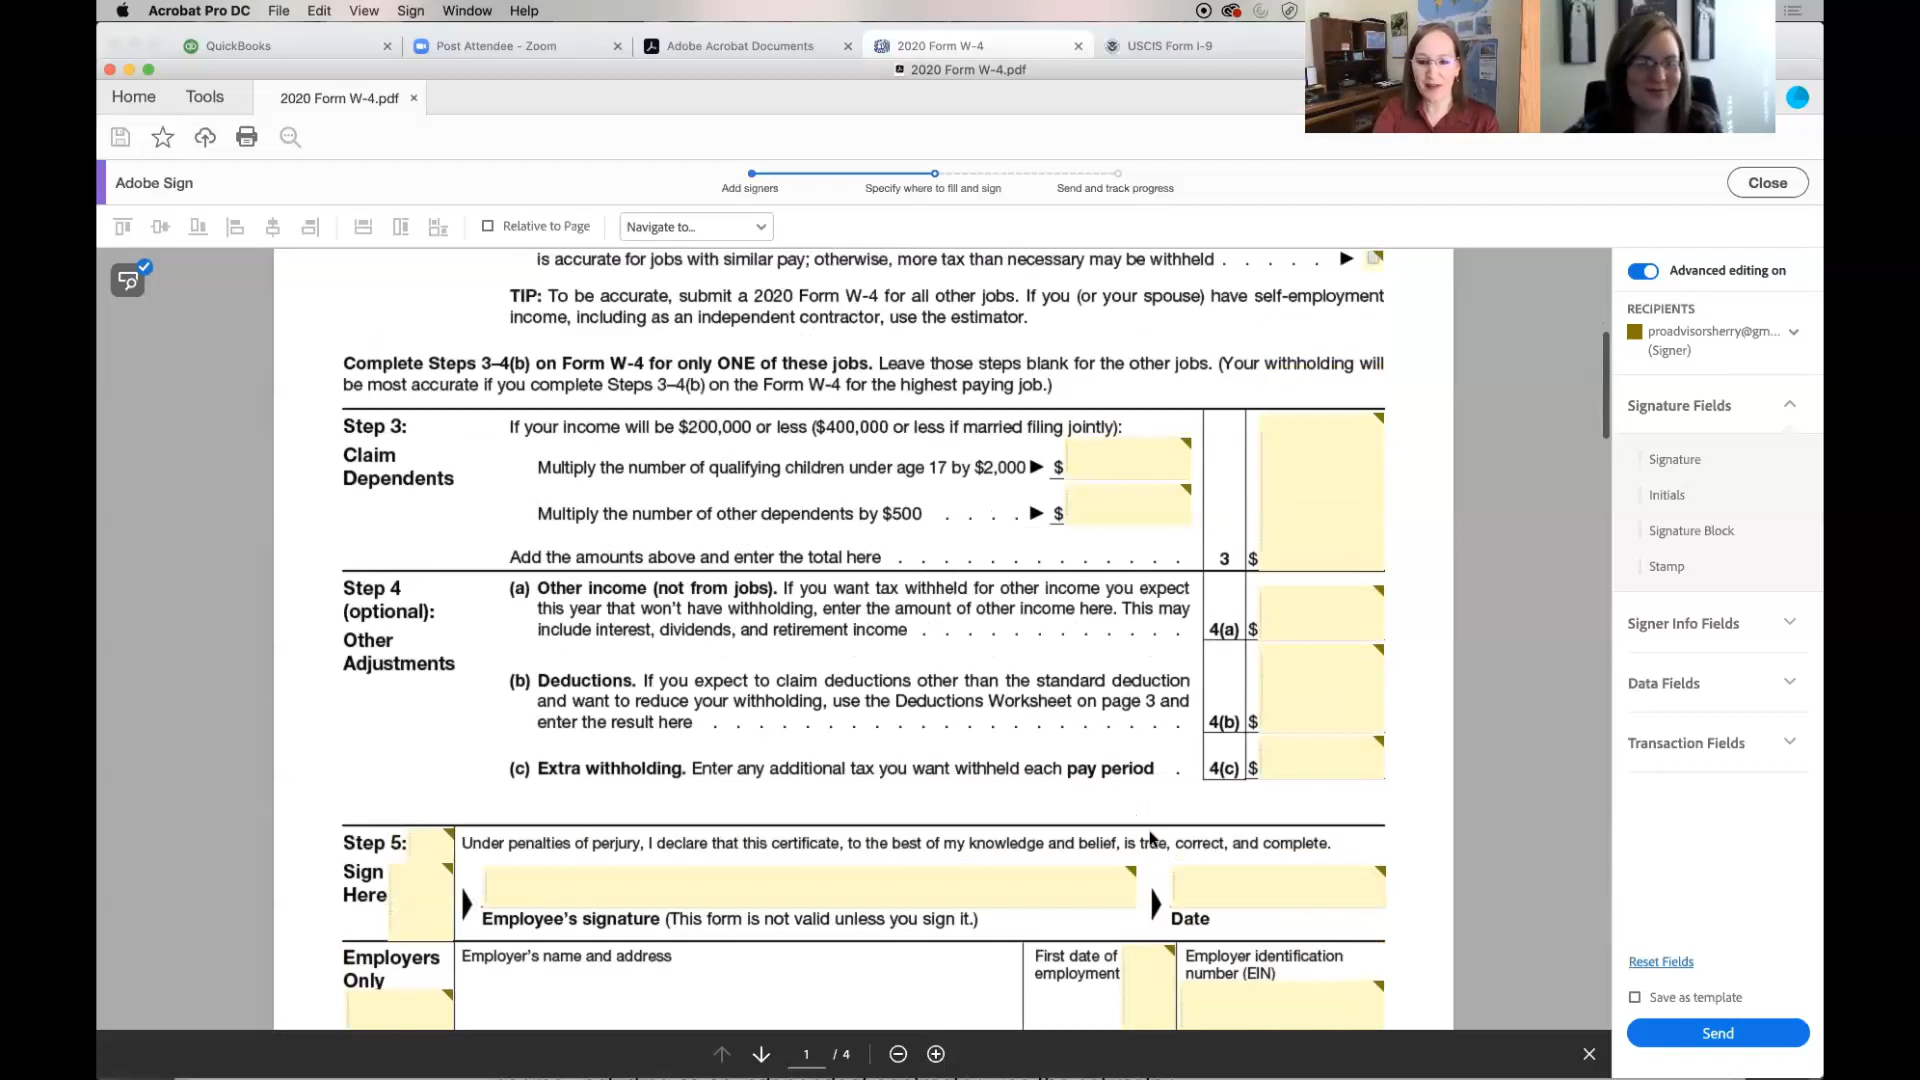 Acrobat Pro DC File Edit View Sign Window Help
QuickBooks × Post Attendee - Zoom × Adobe Acrobat Documents × 2020 Form W-4 × USCIS Form I-9
2020 Form W-4.pdf
Home Tools 2020 Form W-4.pdf ×
Adobe Sign
Add signers
Specify where to fill and sign
Send and track progress
Close
Relative to Page
Navigate to...
is accurate for jobs with similar pay; otherwise, more tax than necessary may be withheld . . . . . ▶
TIP: To be accurate, submit a 2020 Form W-4 for all other jobs. If you (or your spouse) have self-employment
income, including as an independent contractor, use the estimator.
Complete Steps 3–4(b) on Form W-4 for only ONE of these jobs. Leave those steps blank for the other jobs. (Your withholding will
be most accurate if you complete Steps 3–4(b) on the Form W-4 for the highest paying job.)
Step 3:
Claim
Dependents
If your income will be $200,000 or less ($400,000 or less if married filing jointly):
Multiply the number of qualifying children under age 17 by $2,000 ▶ $
Multiply the number of other dependents by $500 . . . . ▶ $
Add the amounts above and enter the total here . . . . . . . . . . . . . 3 $
Step 4
(optional):
Other
Adjustments
(a) Other income (not from jobs). If you want tax withheld for other income you expect
this year that won't have withholding, enter the amount of other income here. This may
include interest, dividends, and retirement income . . . . . . . . . . . . 4(a) $
(b) Deductions. If you expect to claim deductions other than the standard deduction
and want to reduce your withholding, use the Deductions Worksheet on page 3 and
enter the result here . . . . . . . . . . . . . . . . . . . . . 4(b) $
(c) Extra withholding. Enter any additional tax you want withheld each pay period . 4(c) $
Step 5:
Sign
Here
Under penalties of perjury, I declare that this certificate, to the best of my knowledge and belief, is true, correct, and complete.
Employee's signature (This form is not valid unless you sign it.)
Date
Employers
Only
Employer's name and address
First date of
employment
Employer identification
number (EIN)
1 / 4
Advanced editing on
RECIPIENTS
proadvisorsherry@gm...
(Signer)
Signature Fields
Signature
Initials
Signature Block
Stamp
Signer Info Fields
Data Fields
Transaction Fields
Reset Fields
Save as template
Send